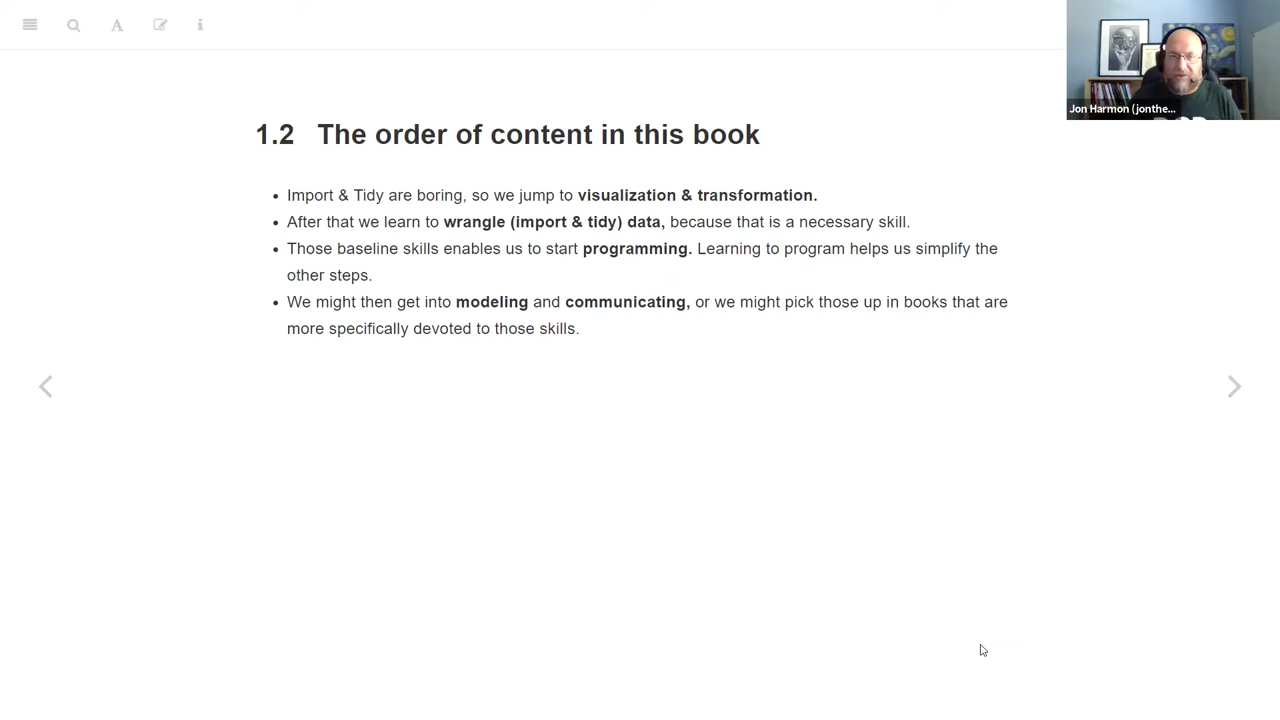 Jon Harmon (jonthe...
1.2 The order of content in this book
• Import & Tidy are boring, so we jump to visualization & transformation.
• After that we learn to wrangle (import & tidy) data, because that is a necessary skill.
• Those baseline skills enables us to start programming. Learning to program helps us simplify the
other steps.
• We might then get into modeling and communicating, or we might pick those up in books that are
more specifically devoted to those skills.